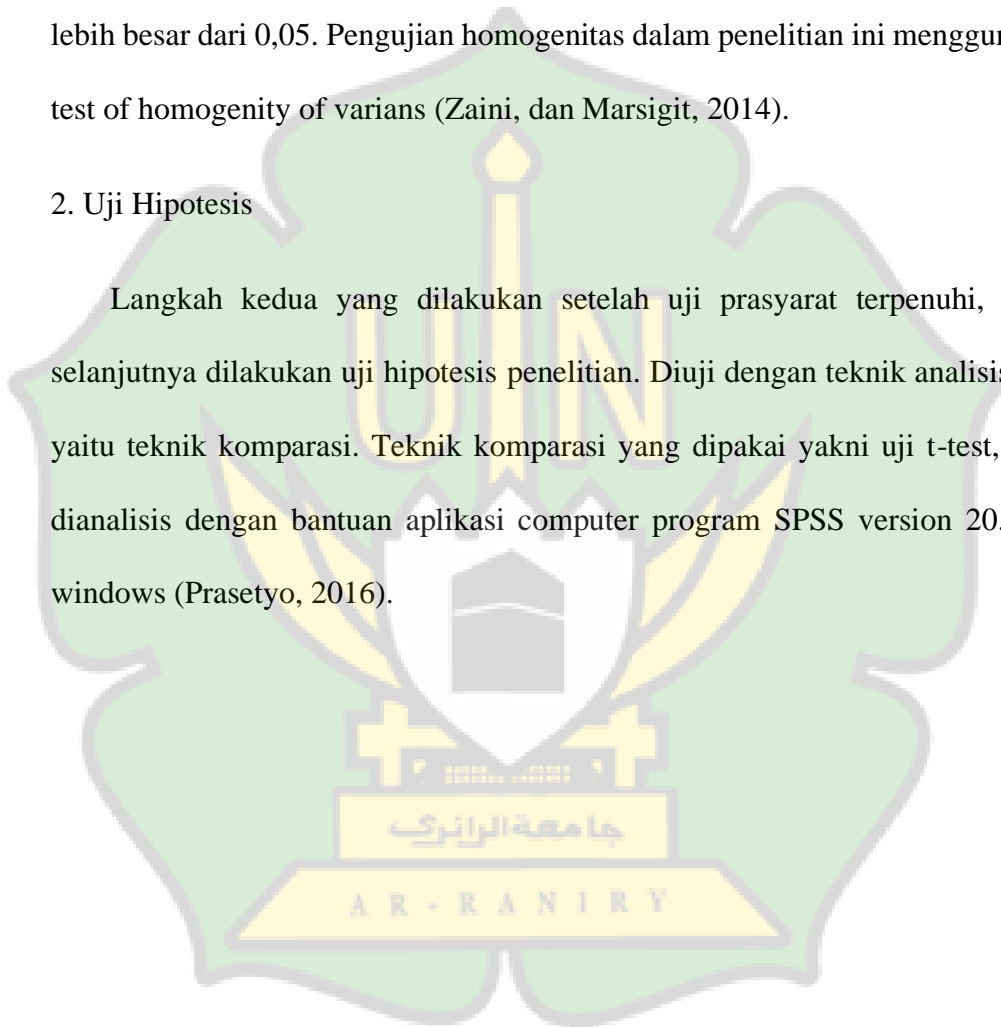 lebih besar dari 0,05. Pengujian homogenitas dalam penelitian ini
test of homogenity of varians (Zaini, dan Marsigit, 2014).
2. Uji Hipotesis
Langkah kedua yang dilakukan setelah uji prasyarat terpenuhi,
selanjutnya dilakukan uji hipotesis penelitian. Diuji dengan teknik analisis
yaitu teknik komparasi. Teknik komparasi yang dipakai yakni uji t-test,
dianalisis dengan bantuan aplikasi computer program SPSS version 20.
windows (Prasetyo, 2016).
UIN
جامعة الرانري
AR-RANIRY